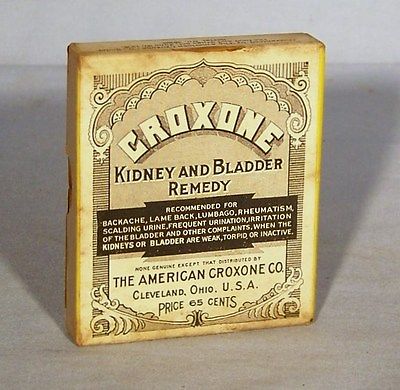 CROXONE
KIDNEY AND BLADDER
REMEDY
RECOMMENDED FOR
BACKACHE, LAME BACK, LUMBAGO, RHEUMATISM,
SCALDING URINE, FREQUENT URINATION, IRRITATION
OF THE BLADDER AND OTHER COMPLAINTS, WHEN THE
KIDNEYS OR BLADDER ARE WEAK, TORPID OR INACTIVE.
NONE GENUINE EXCEPT THAT DISTRIBUTED BY
THE AMERICAN CROXONE CO.
CLEVELAND, OHIO, U.S.A.
PRICE 65 CENTS